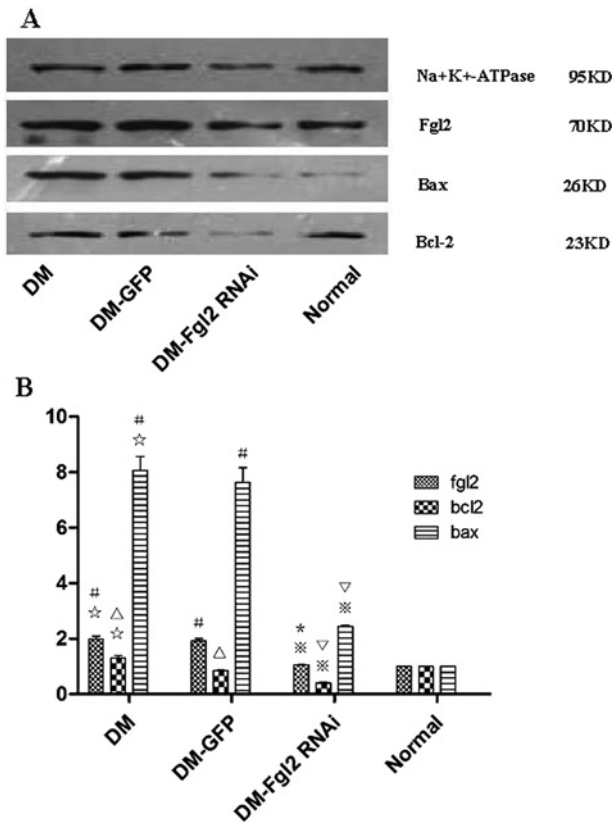 A
Na+K+-ATPase 95KD
Fgl2 70KD
Bax 26KD
Bcl-2 23KD
DM DM-GFP DM-Fgl2 RNAi Normal
B
10
8
6
4
2
0
# ☆
# ☆
△ ☆
#
△
#
* ※
▽ ※
▽ ※
fgl2
bcl2
bax
DM DM-GFP DM-Fgl2 RNAi Normal